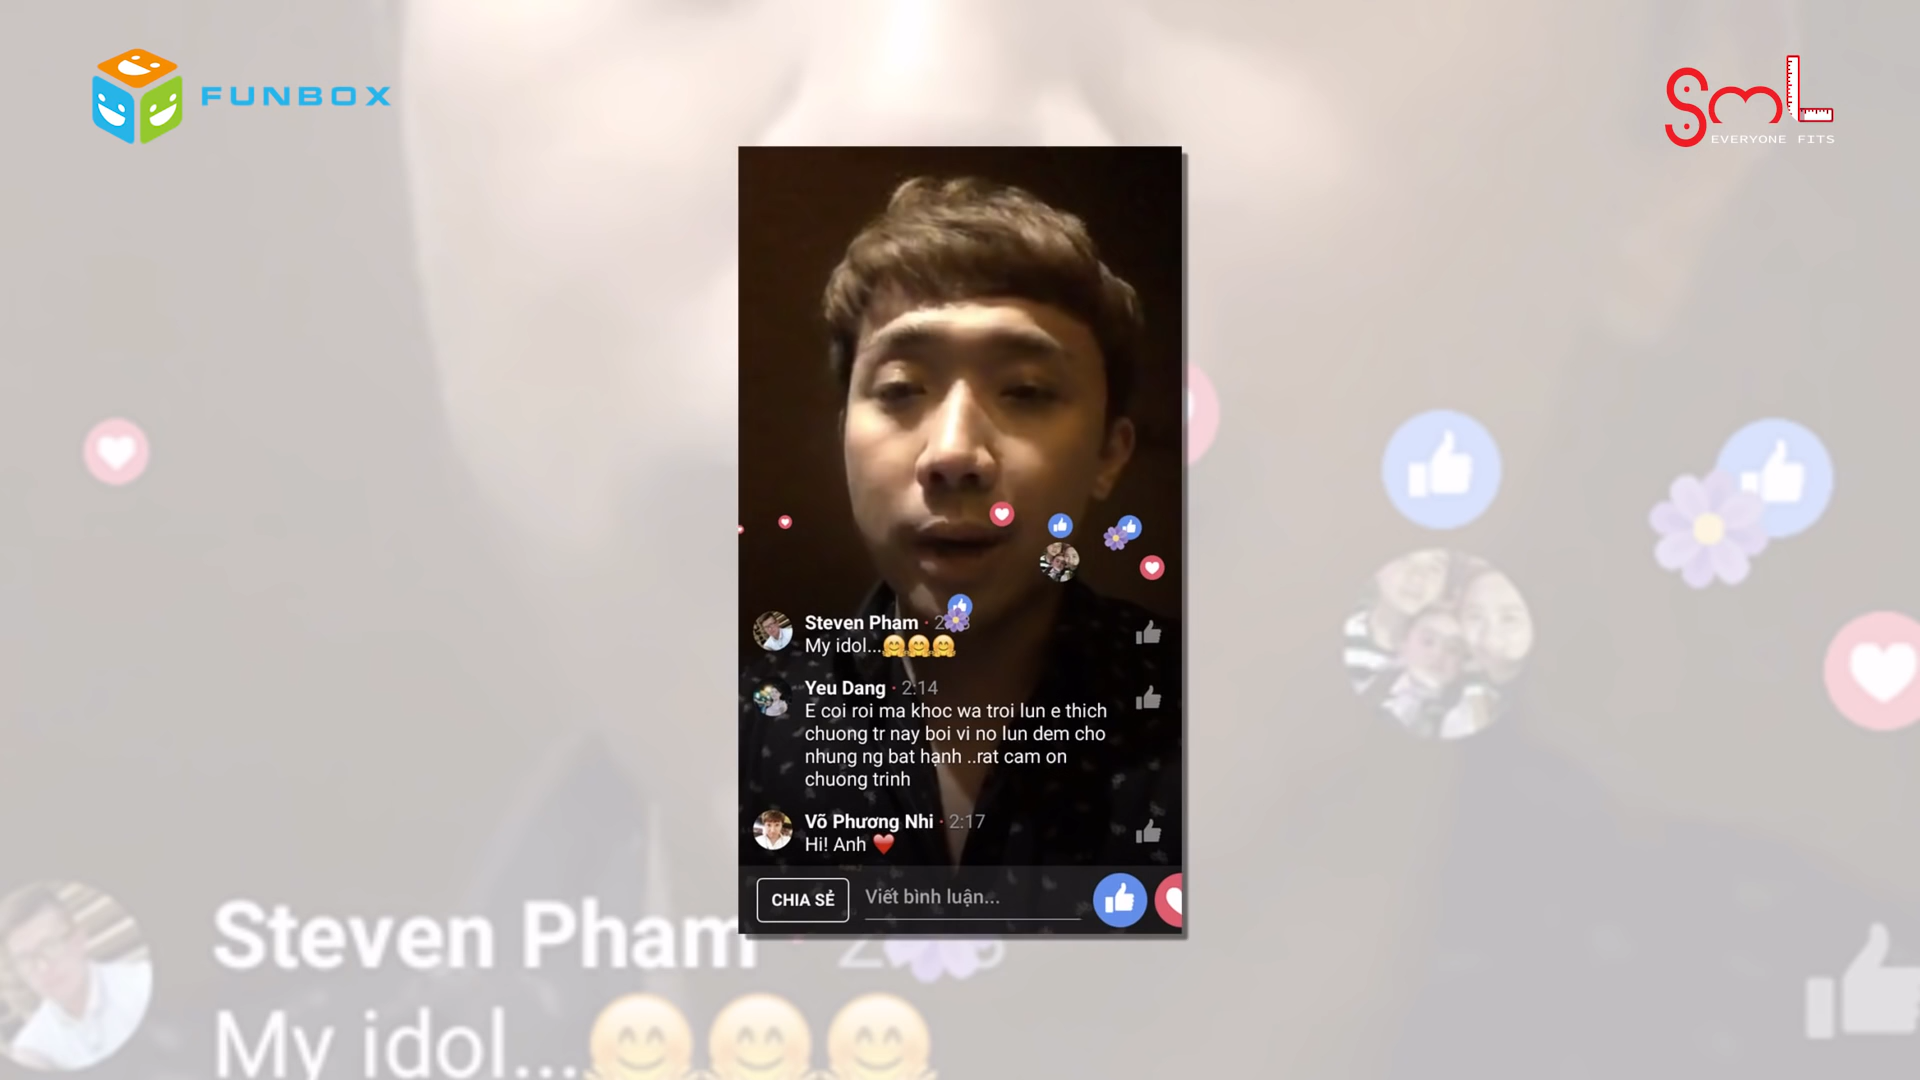 FUNBOX
SmL
EVERYONE FITS
Steven Pham
My idol...🤗🤗🤗
Yeu Dang · 2:14
E coi roi ma khoc wa troi lun e thich
chuong tr nay boi vi no lun dem cho
nhung ng bat hạnh ..rat cam on
chuong trinh
Võ Phương Nhi · 2:17
Hi! Anh ❤️
CHIA SẺ
Viết bình luận...
Steven Pham
My idol...🤗🤗🤗